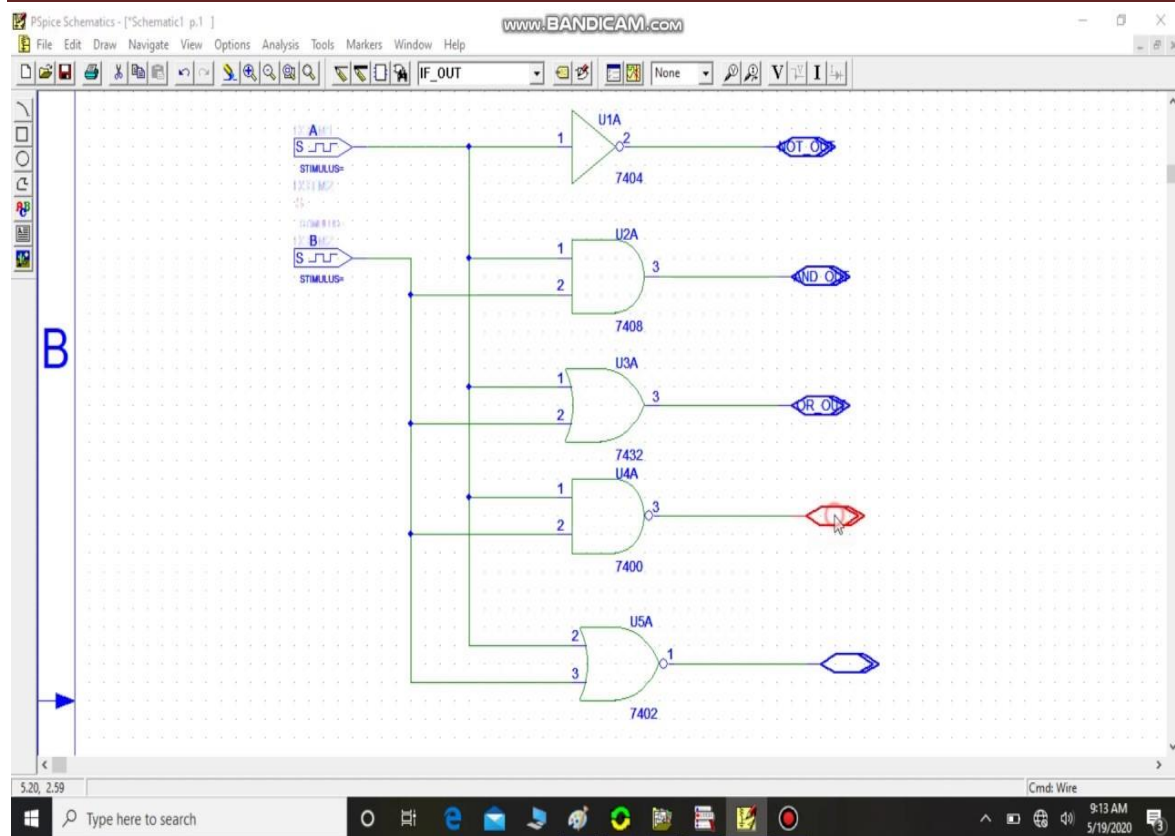 PSpice Schematics - [*Schematic1 p.1 ]
www.BANDICAM.com
File Edit Draw Navigate View Options Analysis Tools Markers Window Help
IF_OUT
None
V
I
A
S
STIMULUS=
B
S
STIMULUS=
1
U1A
2
7404
NOT_OUT
U2A
1
2
3
7408
AND_OUT
B
U3A
1
2
3
7432
OR_OUT
U4A
1
2
3
7400
U5A
2
3
1
7402
5.20, 2.59
Cmd: Wire
Type here to search
9:13 AM
5/19/2020